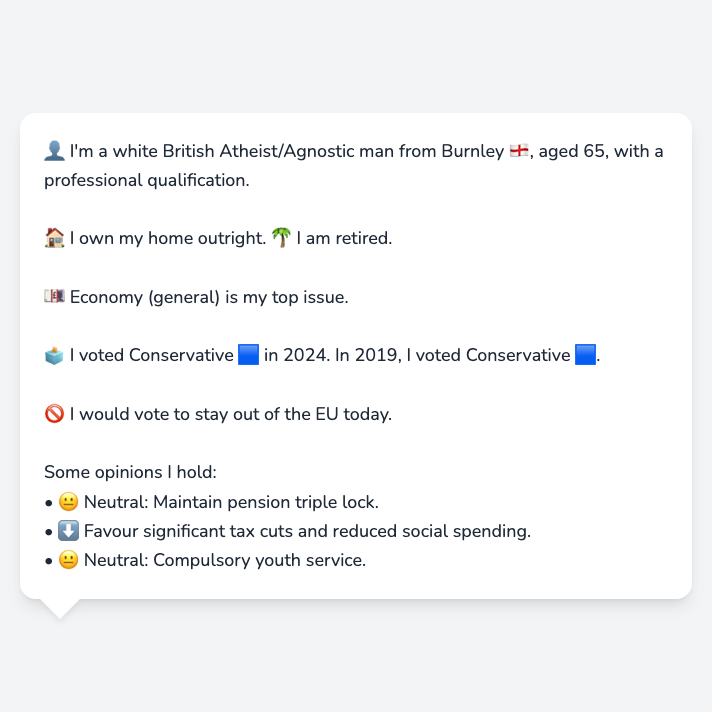 👤 I'm a white British Atheist/Agnostic man from Burnley 🏴󠁧󠁢󠁥󠁮󠁧󠁿, aged 65, with a
professional qualification.
🏠 I own my home outright. 🌴 I am retired.
💷 Economy (general) is my top issue.
🗳️ I voted Conservative 🟦 in 2024. In 2019, I voted Conservative 🟦.
🚫 I would vote to stay out of the EU today.
Some opinions I hold:
• 😐 Neutral: Maintain pension triple lock.
• ⬇️ Favour significant tax cuts and reduced social spending.
• 😐 Neutral: Compulsory youth service.